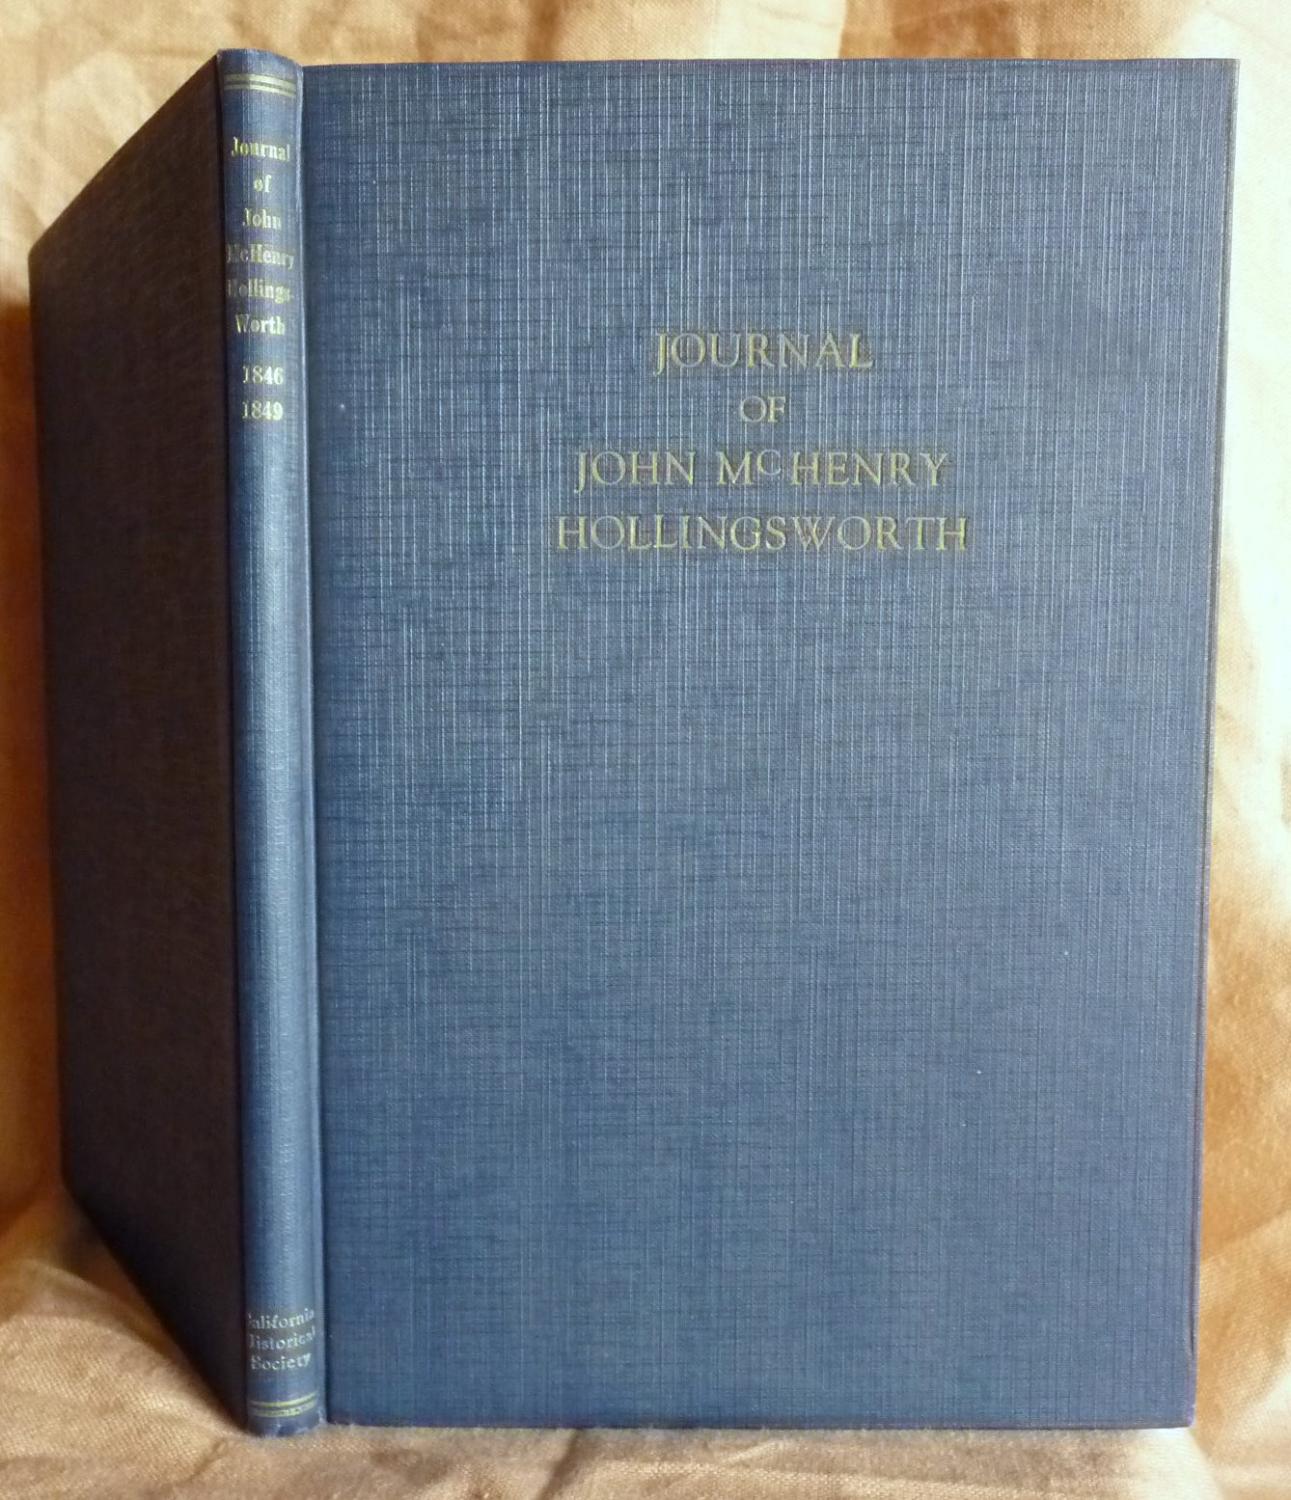 Journal
of
John
McHenry
Hollings-
Worth
1846
1849
California
Historical
Society
JOURNAL
OF
JOHN McHENRY
HOLLINGSWORTH